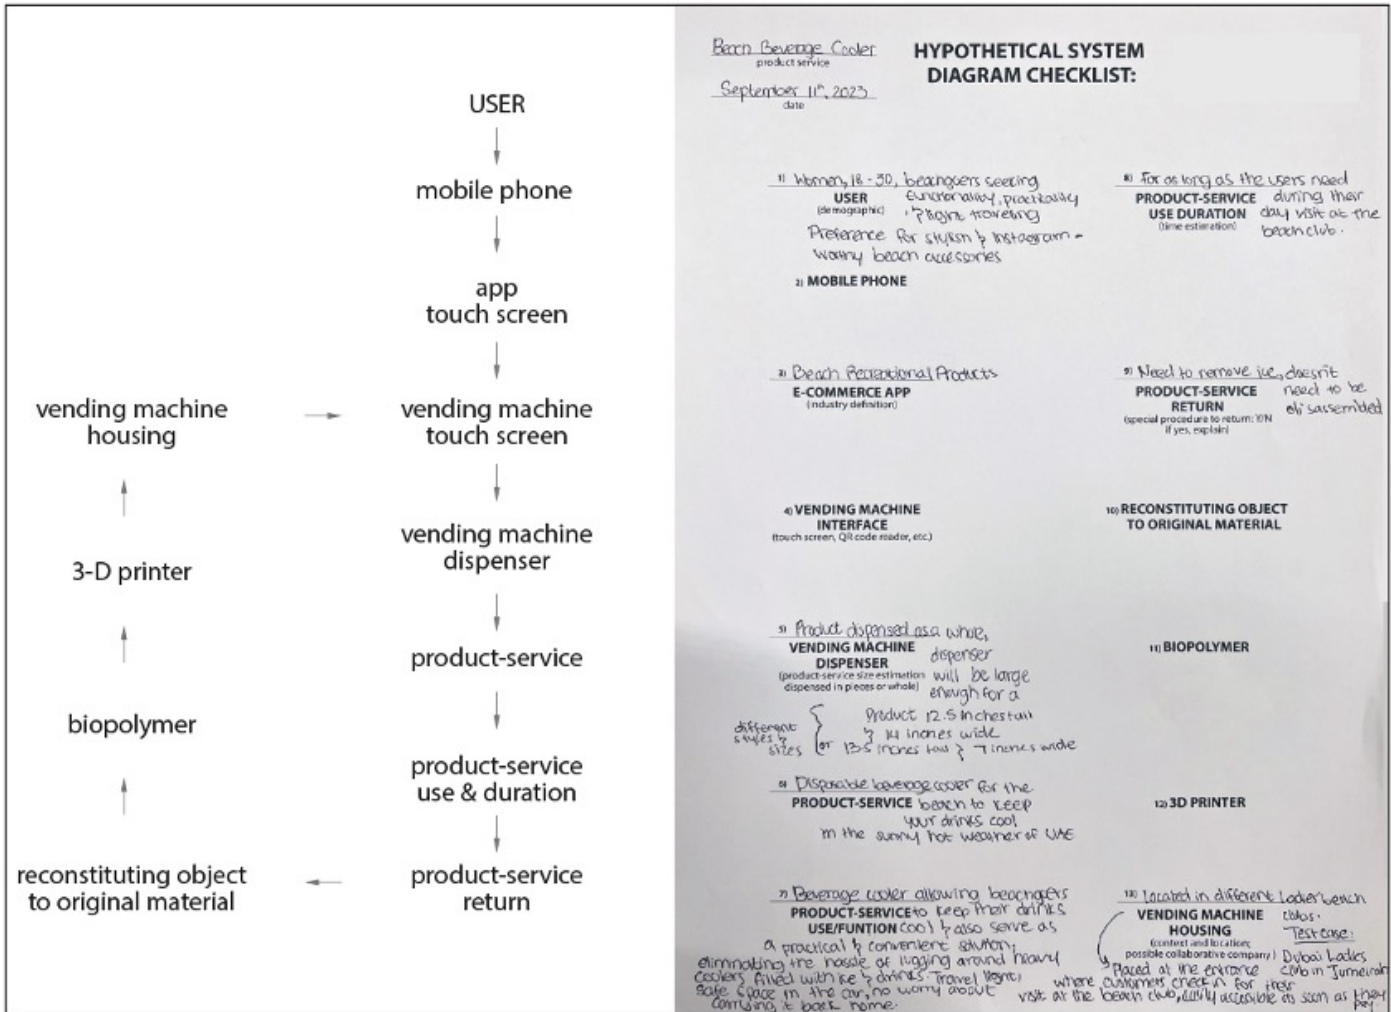 USER
mobile phone
app
touch screen
vending machine
touch screen
vending machine
dispenser
product-service
product-service
use & duration
product-service
return
reconstituting object
to original material
biopolymer
3-D printer
vending machine
housing
Beach Beverage Cooler
product service
September 11th, 2023
date
HYPOTHETICAL SYSTEM
DIAGRAM CHECKLIST:
1) Women, 18 - 30, beachgoers seeking
USER functionality, practicality
(demographic) & light traveling
Preference for stylish & Instagram -
worthy beach accessories
2) MOBILE PHONE
3) Beach Recreational Products
E-COMMERCE APP
(industry definition)
4) VENDING MACHINE
INTERFACE
(touch screen, QR code reader, etc.)
5) Product dispensed as a whole,
VENDING MACHINE dispenser
DISPENSER
(product-service size estimation will be large
dispensed in pieces or whole) enough for a
different styles & sizes
Product 12.5 inches tall
& 14 inches wide
or 13.5 inches tall & 7 inches wide
6) Disposable beverage cooler for the
PRODUCT-SERVICE beach to keep
your drinks cool
in the sunny hot weather of UAE
7) Beverage cooler allowing beachgoers
PRODUCT-SERVICE to keep their drinks
USE/FUNTION cool & also serve as
a practical & convenient solution,
eliminating the hassle of lugging around heavy
coolers filled with ice & drinks. Travel light,
safe space in the car, no worry about
carrying it back home.
8) For as long as the users need
PRODUCT-SERVICE during their
USE DURATION day visit at the
(time estimation) beach club.
9) Need to remove ice, doesn't
PRODUCT-SERVICE need to be
RETURN disassembled
(special procedure to return: Y/N
if yes, explain)
10) RECONSTITUTING OBJECT
TO ORIGINAL MATERIAL
11) BIOPOLYMER
12) 3D PRINTER
13) Located in different Ladies beach
VENDING MACHINE clubs.
HOUSING Test case:
(context and location;
possible collaborative company) Dubai Ladies
Club in Jumeirah
Placed at the entrance
where customers check in for their
visit at the beach club, easily accessible as soon as they
pay.